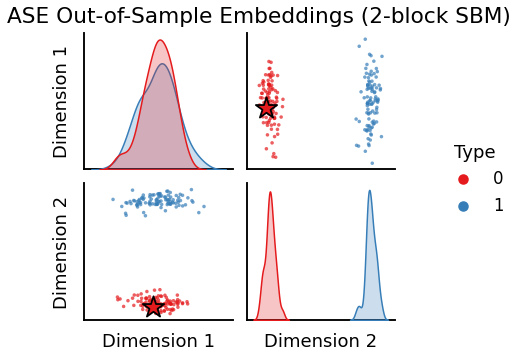 ASE Out-of-Sample Embeddings (2-block SBM)
Dimension 1
Type
0
1
Dimension 2
Dimension 1
Dimension 2